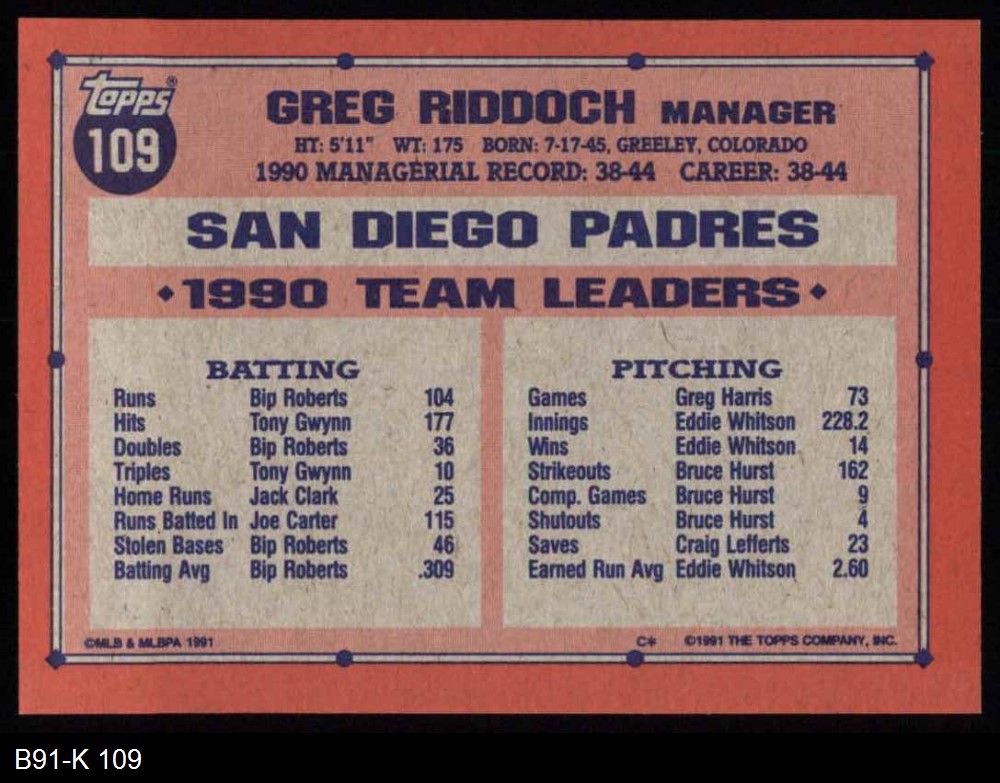 Topps®
109
GREG RIDDOCH MANAGER
HT: 5'11" WT: 175 BORN: 7-17-45, GREELEY, COLORADO
1990 MANAGERIAL RECORD: 38-44 CAREER: 38-44
SAN DIEGO PADRES
◆1990 TEAM LEADERS◆
BATTING
Runs Bip Roberts 104
Hits Tony Gwynn 177
Doubles Bip Roberts 36
Triples Tony Gwynn 10
Home Runs Jack Clark 25
Runs Batted In Joe Carter 115
Stolen Bases Bip Roberts 46
Batting Avg Bip Roberts .309
PITCHING
Games Greg Harris 73
Innings Eddie Whitson 228.2
Wins Eddie Whitson 14
Strikeouts Bruce Hurst 162
Comp. Games Bruce Hurst 9
Shutouts Bruce Hurst 4
Saves Craig Lefferts 23
Earned Run Avg Eddie Whitson 2.60
©MLB & MLBPA 1991
C* ©1991 THE TOPPS COMPANY, INC.
B91-K 109